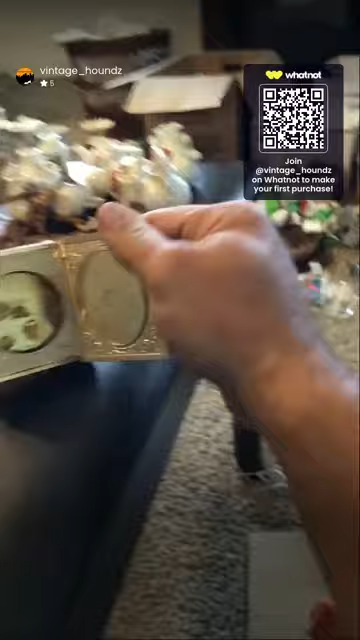 vintage_houndz
5
whatnot
Join
@vintage_houndz
on Whatnot to make
your first purchase!